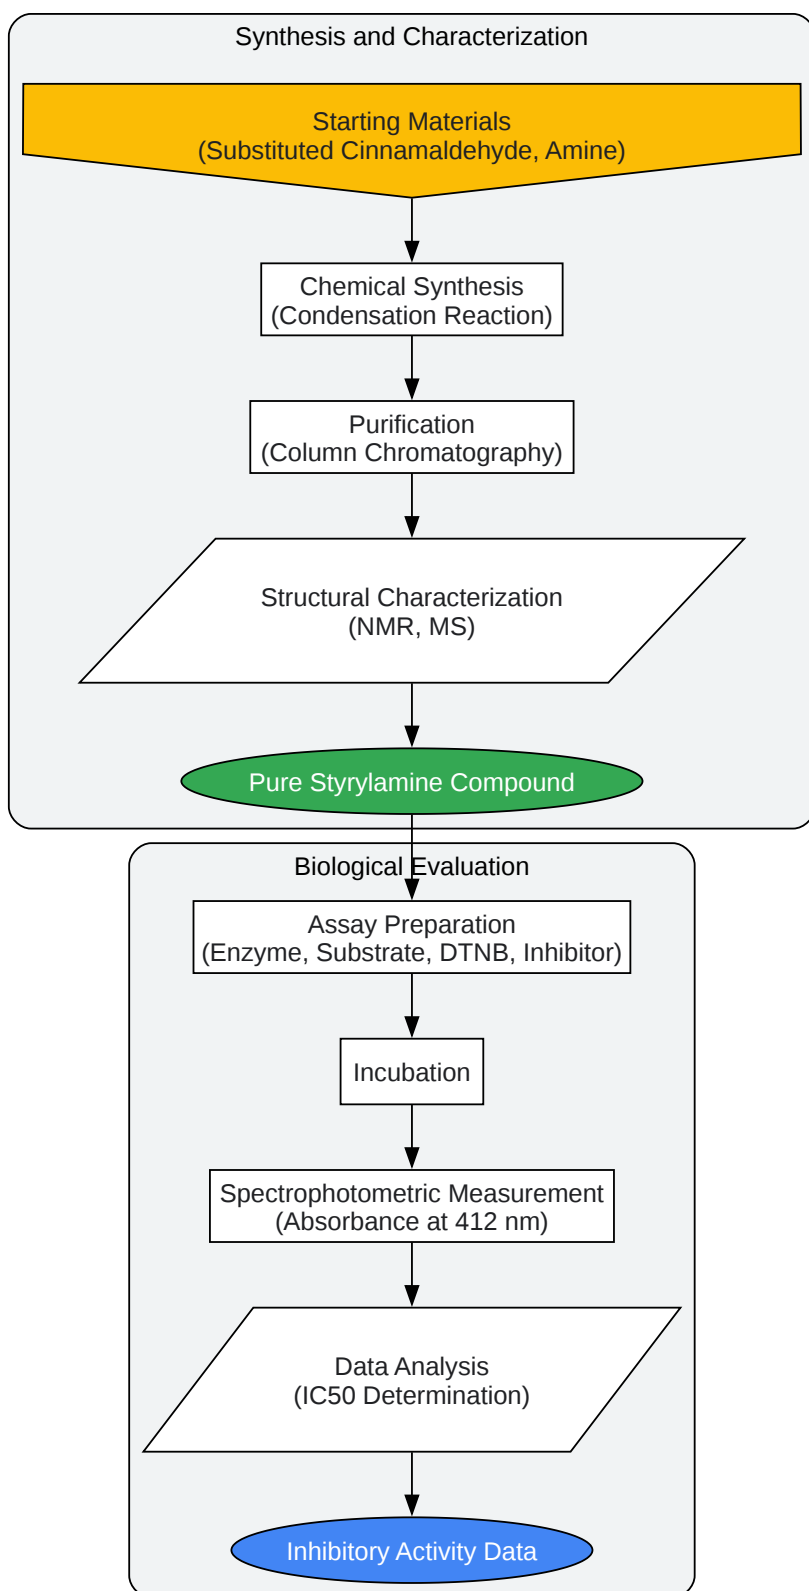 Synthesis and Characterization
Starting Materials
(Substituted Cinnamaldehyde, Amine)
Chemical Synthesis
(Condensation Reaction)
Purification
(Column Chromatography)
Structural Characterization
(NMR, MS)
Pure Styrylamine Compound
Biological Evaluation
Assay Preparation
(Enzyme, Substrate, DTNB, Inhibitor)
Incubation
Spectrophotometric Measurement
(Absorbance at 412 nm)
Data Analysis
(IC50 Determination)
Inhibitory Activity Data